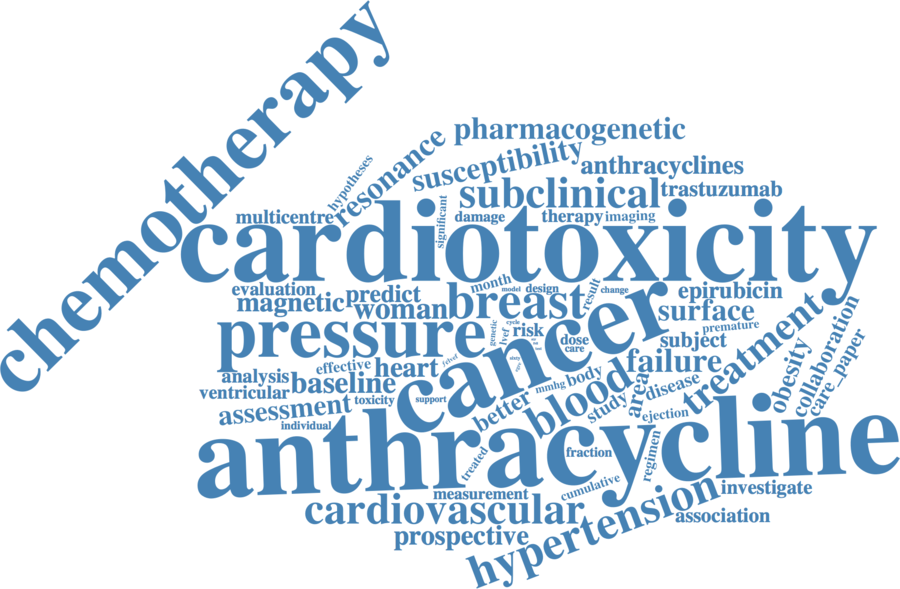 chemotherapy
pharmacogenetic
resonance
hypotheses
susceptibility
anthracyclines
subclinical
trastuzumab
multicentre
significant
damage
therapy
imaging
cardiotoxicity
evaluation
month
model
design
result
change
epirubicin
magnetic
predict
woman
breast
surface
pressure
genetic
cycle
lvef
risk
premature
dose
care
subject
cancer
treatment
collaboration
obesity
care_paper
analysis
effective
heart
failure
ventricular
baseline
toxicity
support
mmhg
body
area
disease
study
assessment
individual
better
blood
ejection
anthracycline
treated
fraction
regimen
measurement
cumulative
investigate
cardiovascular
hypertension
association
prospective